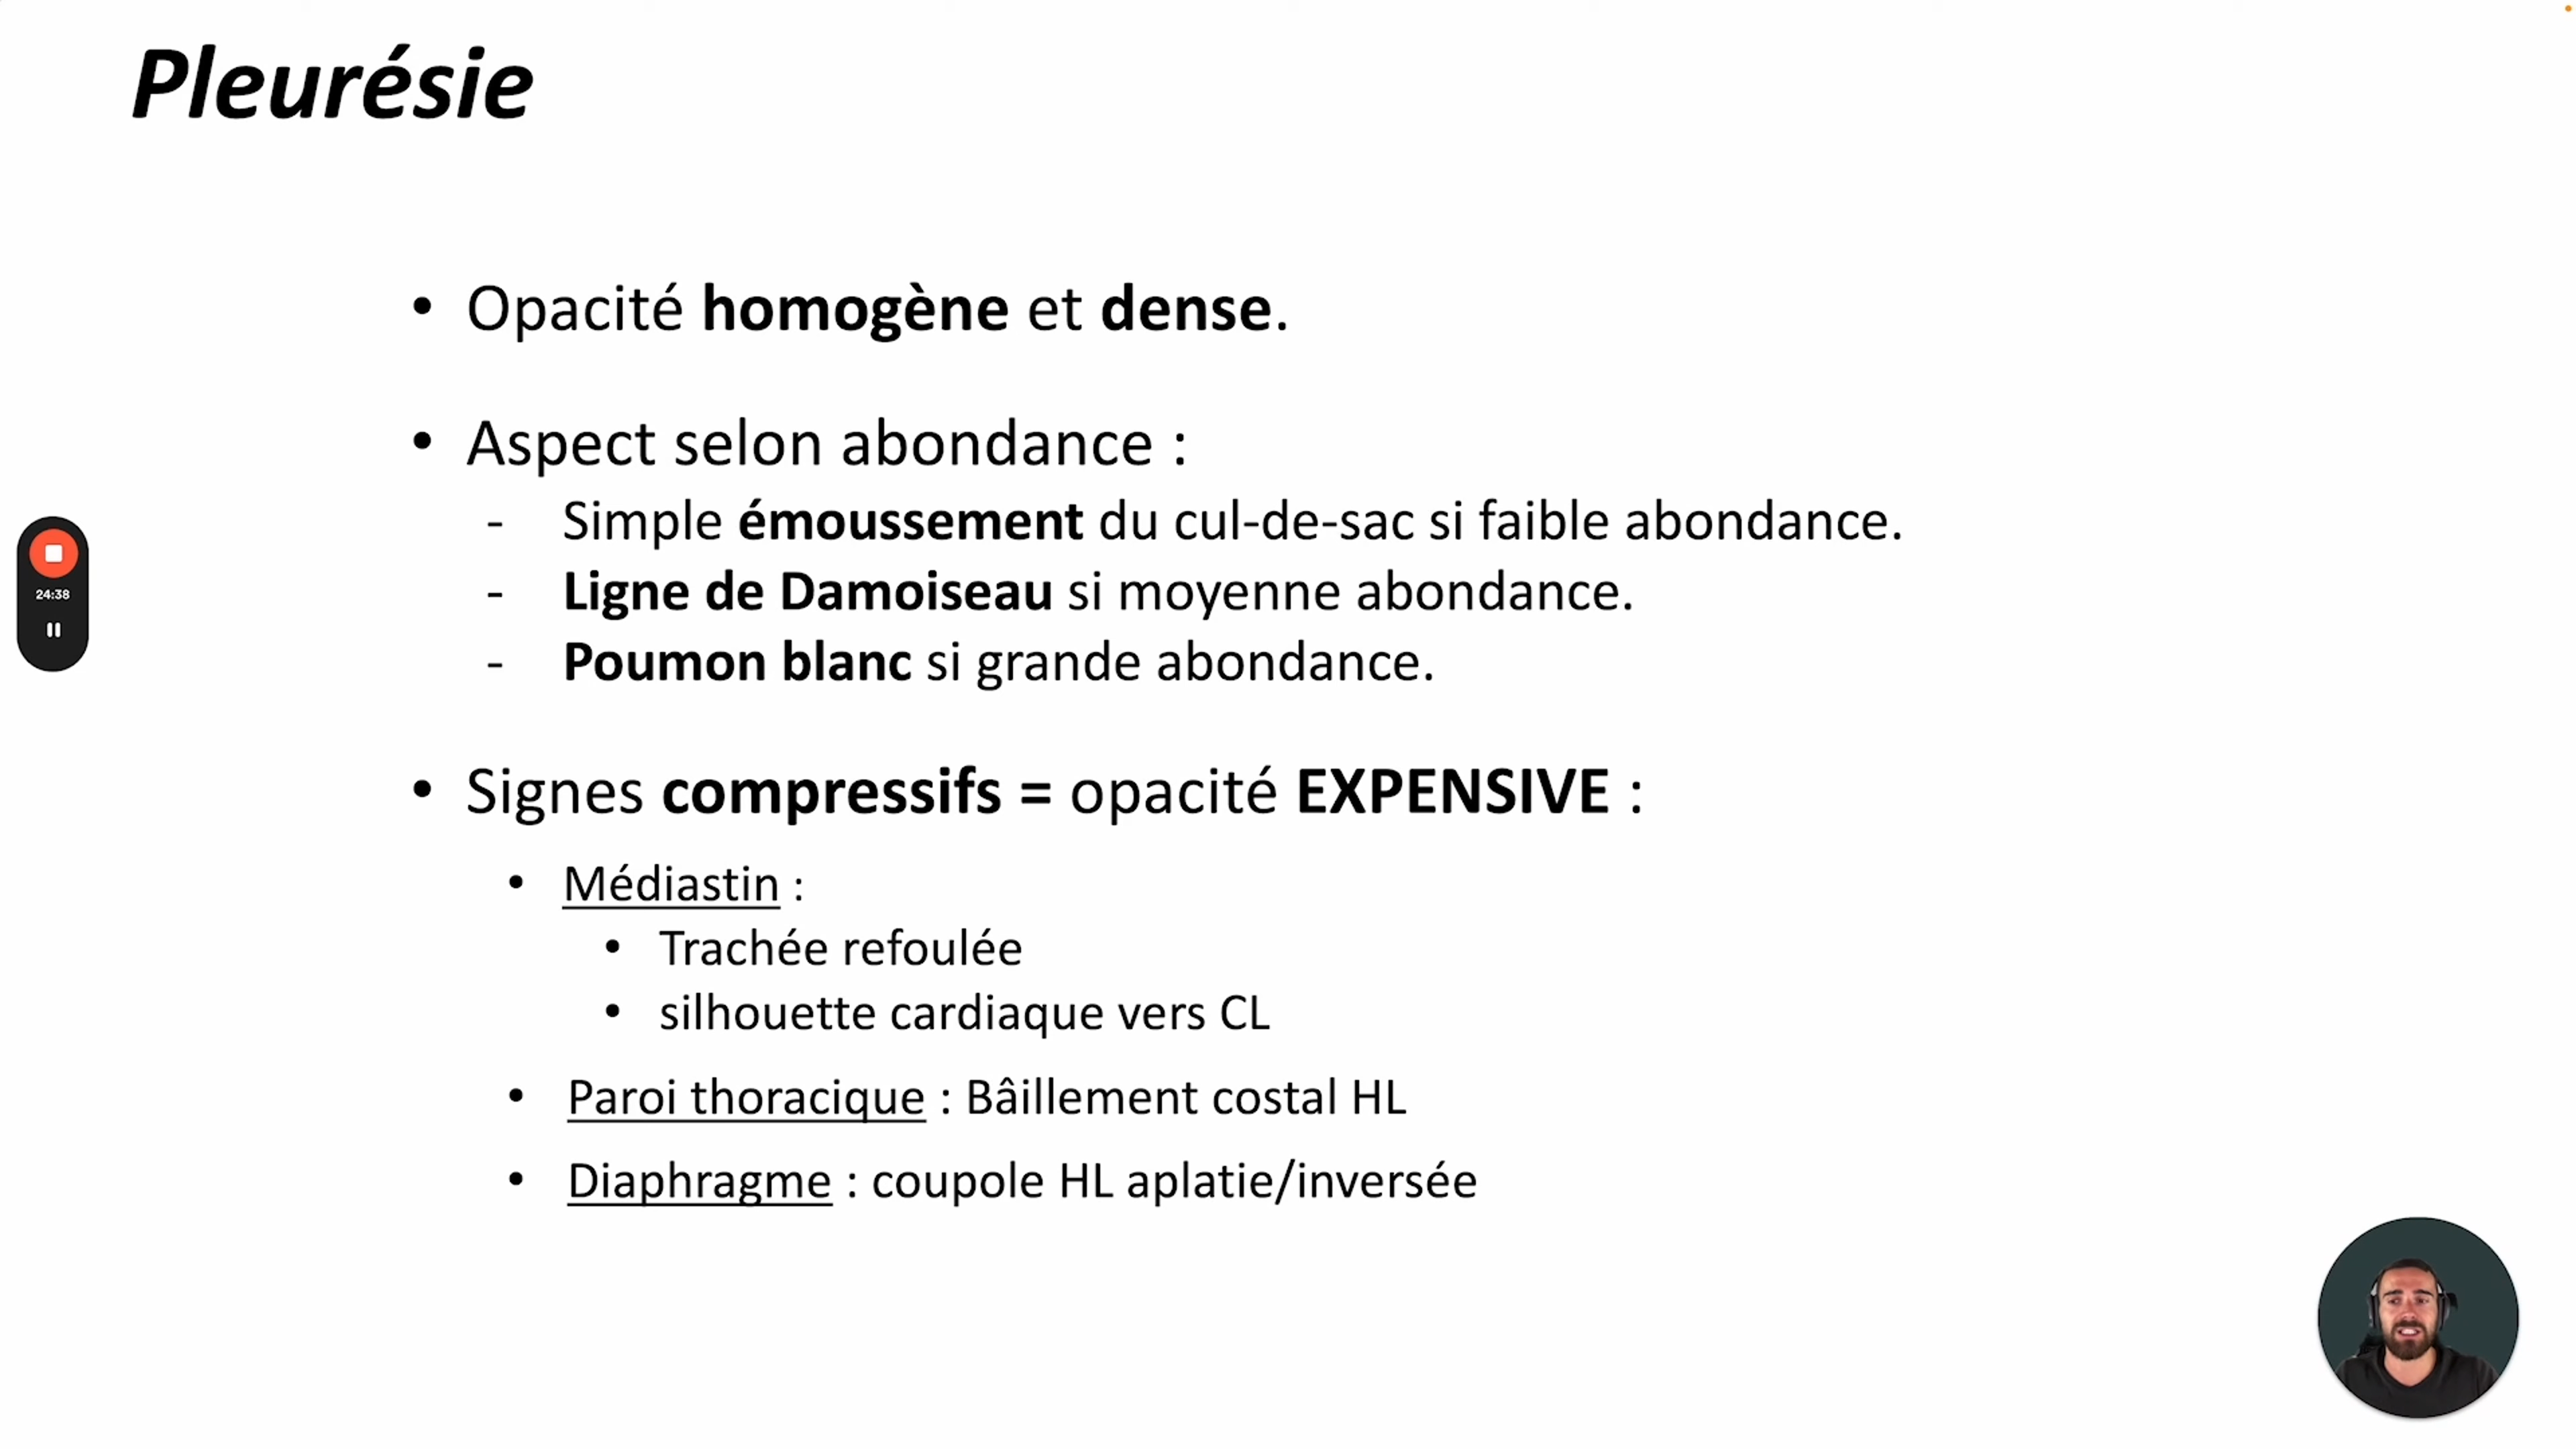 Pleurésie
• Opacité homogène et dense.
• Aspect selon abondance :
- Simple émoussement du cul-de-sac si faible abondance.
- Ligne de Damoiseau si moyenne abondance.
- Poumon blanc si grande abondance.
24:38
• Signes compressifs = opacité EXPENSIVE :
• Médiastin :
• Trachée refoulée
• silhouette cardiaque vers CL
• Paroi thoracique : Bâillement costal HL
• Diaphragme : coupole HL aplatie/inversée